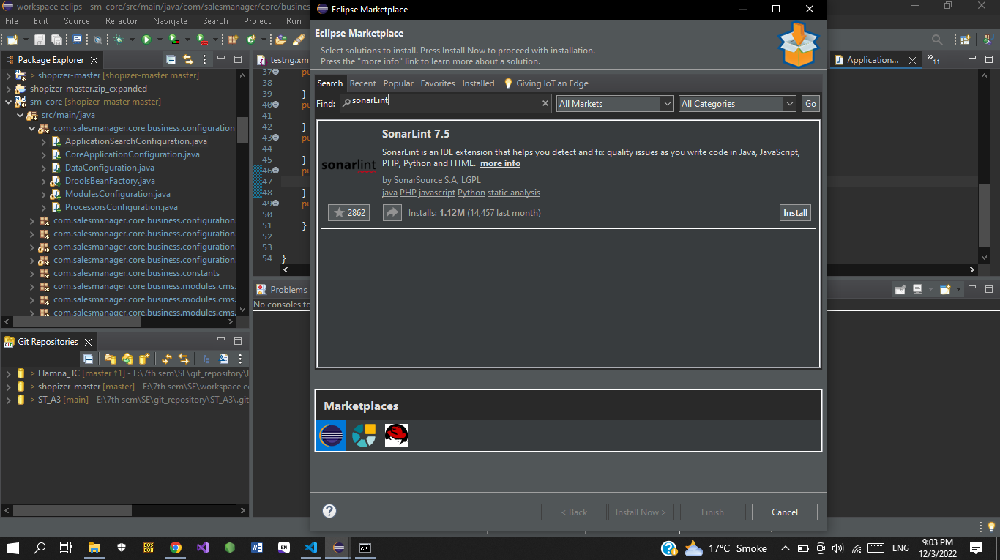 workspace eclips - sm-core/src/main/java/com/salesmanager/core/business
File Edit Source Refactor Navigate Search Project Run
Package Explorer
> shopizer-master [shopizer-master master]
shopizer-master.zip_expanded
sm-core [shopizer-master master]
src/main/java
com.salesmanager.core.business.configuration
ApplicationSearchConfiguration.java
CoreApplicationConfiguration.java
DataConfiguration.java
DroolsBeanFactory.java
ModulesConfiguration.java
ProcessorsConfiguration.java
com.salesmanager.core.business.configuration.
com.salesmanager.core.business.configuration.
com.salesmanager.core.business.configuration.
com.salesmanager.core.business.configuration.
com.salesmanager.core.business.constants
com.salesmanager.core.business.modules.cms.
com.salesmanager.core.business.modules.cms.
com.salesmanager.core.business.modules.cms.
Git Repositories
> Hamna_TC [master ↑1] - E:\7th sem\SE\git_repository\
> shopizer-master [master] - E:\7th sem\SE\workspace ec
> ST_A3 [main] - E:\7th sem\SE\git_repository\ST_A3\.git
testng.xm
37 pu
38
39 }
40 pu
41
42 }
43 pu
44
45 }
46 pu
47
48 }
49 pu
50
51 }
52
53
54 }
Problems
No consoles to
Application...
»11
Eclipse Marketplace
Eclipse Marketplace
Select solutions to install. Press Install Now to proceed with installation.
Press the "more info" link to learn more about a solution.
Search Recent Popular Favorites Installed Giving IoT an Edge
Find: sonarLint All Markets All Categories Go
SonarLint 7.5
sonarlint
SonarLint is an IDE extension that helps you detect and fix quality issues as you write code in Java, JavaScript,
PHP, Python and HTML. more info
by SonarSource S.A, LGPL
java PHP javascript Python static analysis
2862 Installs: 1.12M (14,457 last month) Install
Marketplaces
< Back Install Now > Finish Cancel
DOS BOX
EN
17°C Smoke ENG
9:03 PM
12/3/2022